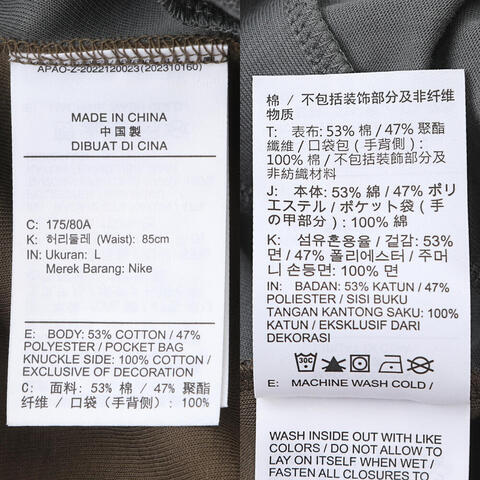 APAO-Z-2022120023(202310160)
MADE IN CHINA
中国製
DIBUAT DI CINA
C: 175/80A
K: 허리둘레 (Waist): 85cm
IN: Ukuran: L
Merek Barang: Nike
E: BODY: 53% COTTON / 47%
POLYESTER / POCKET BAG
KNUCKLE SIDE: 100% COTTON /
EXCLUSIVE OF DECORATION
C: 面料: 53% 棉 / 47% 聚酯
纤维 / 口袋 (手背侧) : 100%
棉 / 不包括装饰部分及非纤维
物质
T: 表布: 53% 棉 / 47% 聚酯
纖維 / 口袋包 (手背側) :
100% 棉 / 不包括裝飾部分及
非紡織材料
J: 本体: 53% 綿 / 47% ポリ
エステル / ポケット袋 (手
の甲部分) : 100% 綿
K: 섬유혼용율 / 겉감: 53%
면 / 47% 폴리에스터 / 주머
니 손등면: 100% 면
IN: BADAN: 53% KATUN / 47%
POLIESTER / SISI BUKU
TANGAN KANTONG SAKU: 100%
KATUN / EKSKLUSIF DARI
DEKORASI
E: MACHINE WASH COLD /
WASH INSIDE OUT WITH LIKE
COLORS / DO NOT ALLOW TO
LAY ON ITSELF WHEN WET /
FASTEN ALL CLOSURES TO